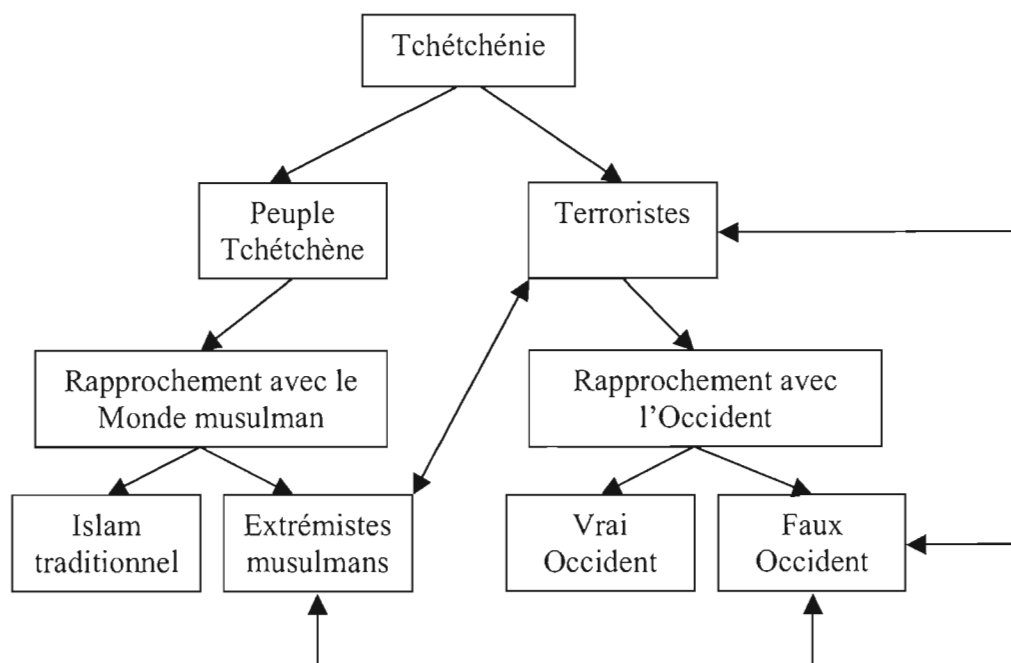 Tchétchénie
Peuple
Tchétchène
Terroristes
Rapprochement avec le
Monde musulman
Rapprochement avec
l'Occident
Islam
traditionnel
Extrémistes
musulmans
Vrai
Occident
Faux
Occident